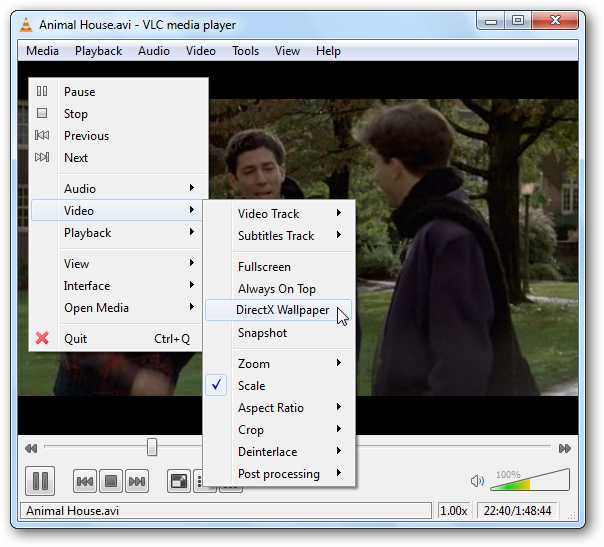 Animal House.avi - VLC media player
Media Playback Audio Video Tools View Help
Pause
Stop
Previous
Next
Audio
Video
Playback
View
Interface
Open Media
Quit Ctrl+Q
Video Track
Subtitles Track
Fullscreen
Always On Top
DirectX Wallpaper
Snapshot
Zoom
Scale
Aspect Ratio
Crop
Deinterlace
Post processing
100%
Animal House.avi 1.00x 22:40/1:48:44